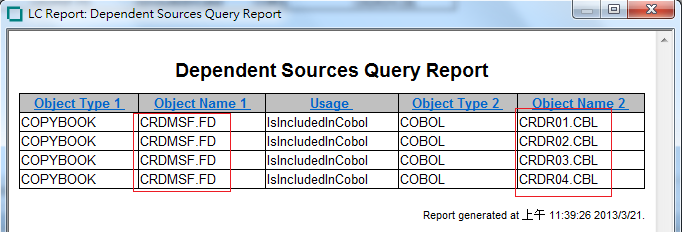 LC Report: Dependent Sources Query Report
Dependent Sources Query Report
Object Type 1 Object Name 1 Usage Object Type 2 Object Name 2
COPYBOOK CRDMSF.FD IsIncludedInCobol COBOL CRDR01.CBL
COPYBOOK CRDMSF.FD IsIncludedInCobol COBOL CRDR02.CBL
COPYBOOK CRDMSF.FD IsIncludedInCobol COBOL CRDR03.CBL
COPYBOOK CRDMSF.FD IsIncludedInCobol COBOL CRDR04.CBL
Report generated at 上午 11:39:26 2013/3/21.